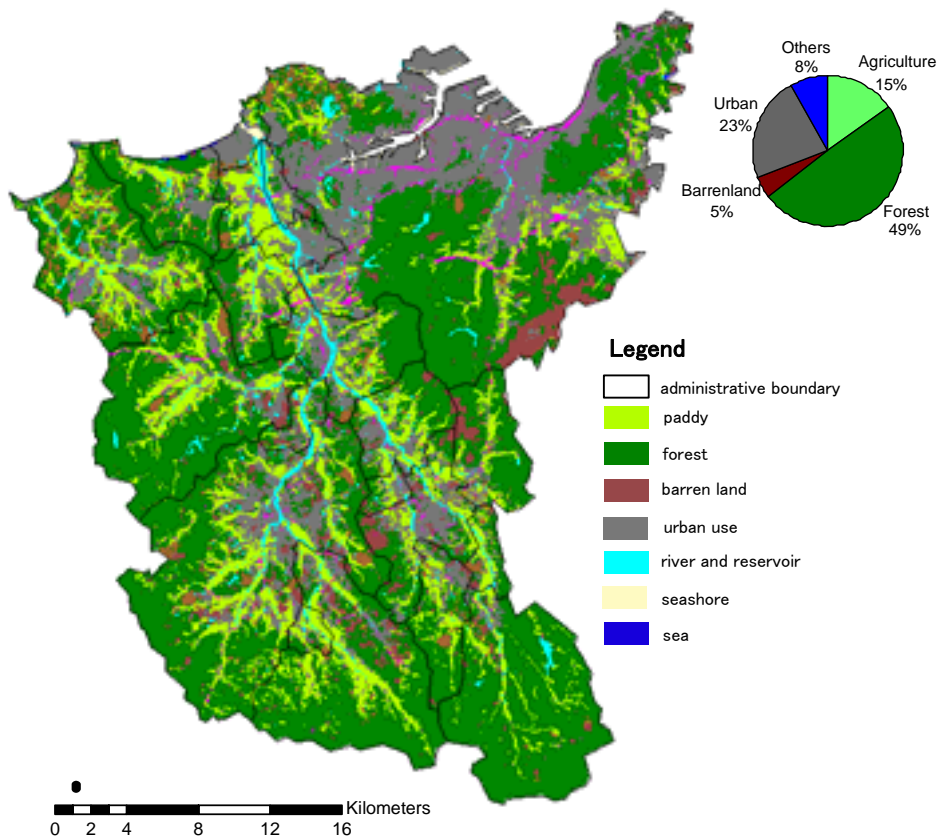 Others
8%
Agriculture
15%
Urban
23%
Barrenland
5%
Forest
49%
Legend
administrative boundary
paddy
forest
barren land
urban use
river and reservoir
seashore
sea
Kilometers
0 2 4 8 12 16